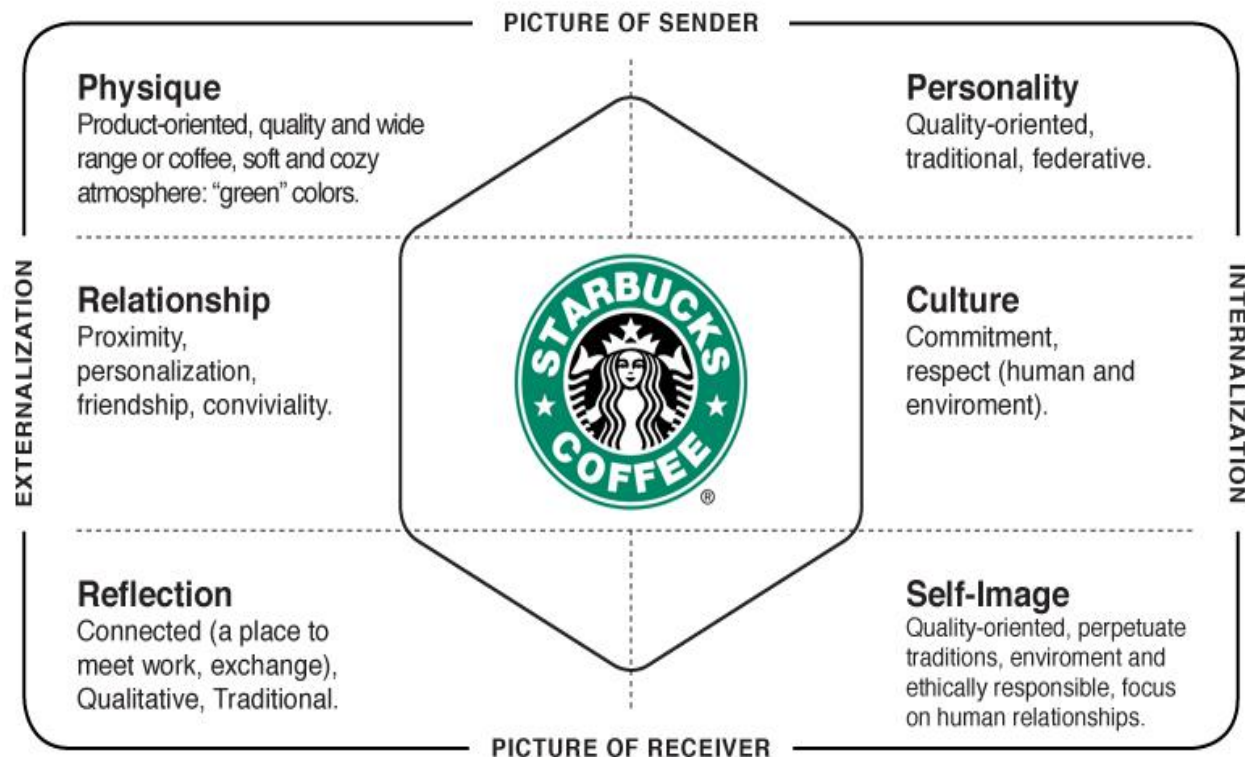 PICTURE OF SENDER
Physique
Product-oriented, quality and wide
range or coffee, soft and cozy
atmosphere: “green” colors.
Personality
Quality-oriented,
traditional, federative.
EXTERNALIZATION
Relationship
Proximity,
personalization,
friendship, conviviality.
STARBUCKS
COFFEE
®
Culture
Commitment,
respect (human and
enviroment).
INTERNALIZATION
Reflection
Connected (a place to
meet work, exchange),
Qualitative, Traditional.
Self-Image
Quality-oriented, perpetuate
traditions, enviroment and
ethically responsible, focus
on human relationships.
PICTURE OF RECEIVER